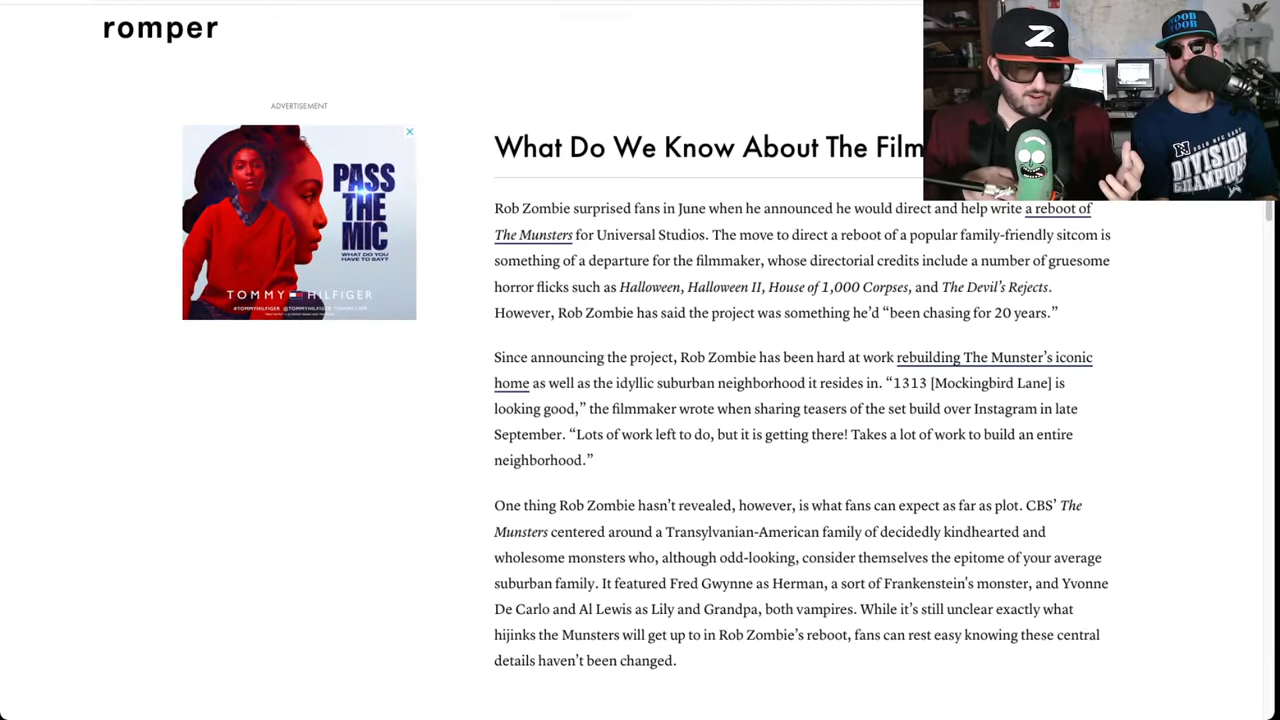 romper
ADVERTISEMENT
PASS
THE
MIC
WHAT DO YOU
HAVE TO SAY?
TOMMY HILFIGER
What Do We Know About The Film
Rob Zombie surprised fans in June when he announced he would direct and help write a reboot of
The Munsters for Universal Studios. The move to direct a reboot of a popular family-friendly sitcom is
something of a departure for the filmmaker, whose directorial credits include a number of gruesome
horror flicks such as Halloween, Halloween II, House of 1,000 Corpses, and The Devil’s Rejects.
However, Rob Zombie has said the project was something he’d “been chasing for 20 years.”
Since announcing the project, Rob Zombie has been hard at work rebuilding The Munster’s iconic
home as well as the idyllic suburban neighborhood it resides in. “1313 [Mockingbird Lane] is
looking good,” the filmmaker wrote when sharing teasers of the set build over Instagram in late
September. “Lots of work left to do, but it is getting there! Takes a lot of work to build an entire
neighborhood.”
One thing Rob Zombie hasn’t revealed, however, is what fans can expect as far as plot. CBS’ The
Munsters centered around a Transylvanian-American family of decidedly kindhearted and
wholesome monsters who, although odd-looking, consider themselves the epitome of your average
suburban family. It featured Fred Gwynne as Herman, a sort of Frankenstein's monster, and Yvonne
De Carlo and Al Lewis as Lily and Grandpa, both vampires. While it’s still unclear exactly what
hijinks the Munsters will get up to in Rob Zombie’s reboot, fans can rest easy knowing these central
details haven’t been changed.
Z
NOOB
NOOB
DIVISION